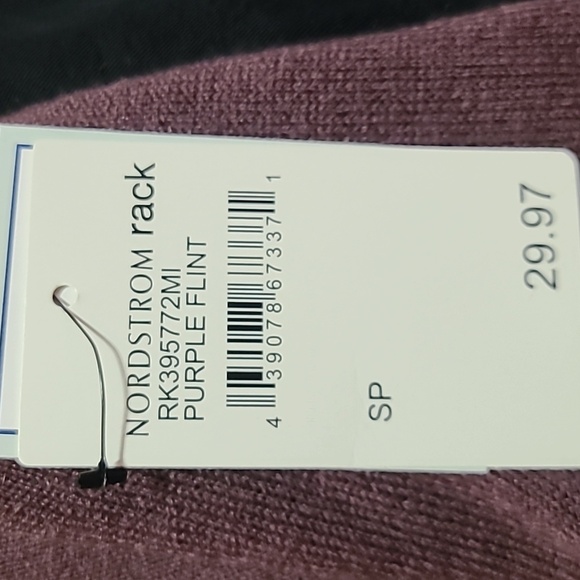 NORDSTROM rack
RK395772MI
PURPLE FLINT
4 39078 67337 1
SP
29.97